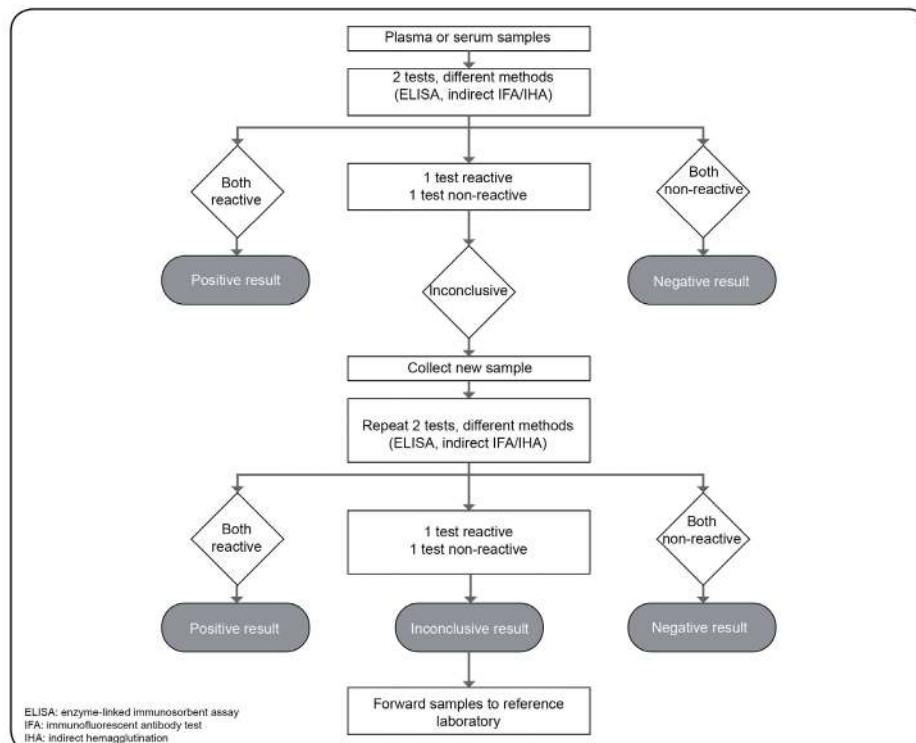 Plasma or serum samples
2 tests, different methods
(ELISA, indirect IFA/IHA)
Both
reactive
1 test reactive
1 test non-reactive
Both
non-reactive
Positive result
Inconclusive
Negative result
Collect new sample
Repeat 2 tests, different methods
(ELISA, indirect IFA/IHA)
Both
reactive
1 test reactive
1 test non-reactive
Both
non-reactive
Positive result
Inconclusive result
Negative result
Forward samples to reference
laboratory
ELISA: enzyme-linked immunosorbent assay
IFA: immunofluorescent antibody test
IHA: indirect hemagglutination